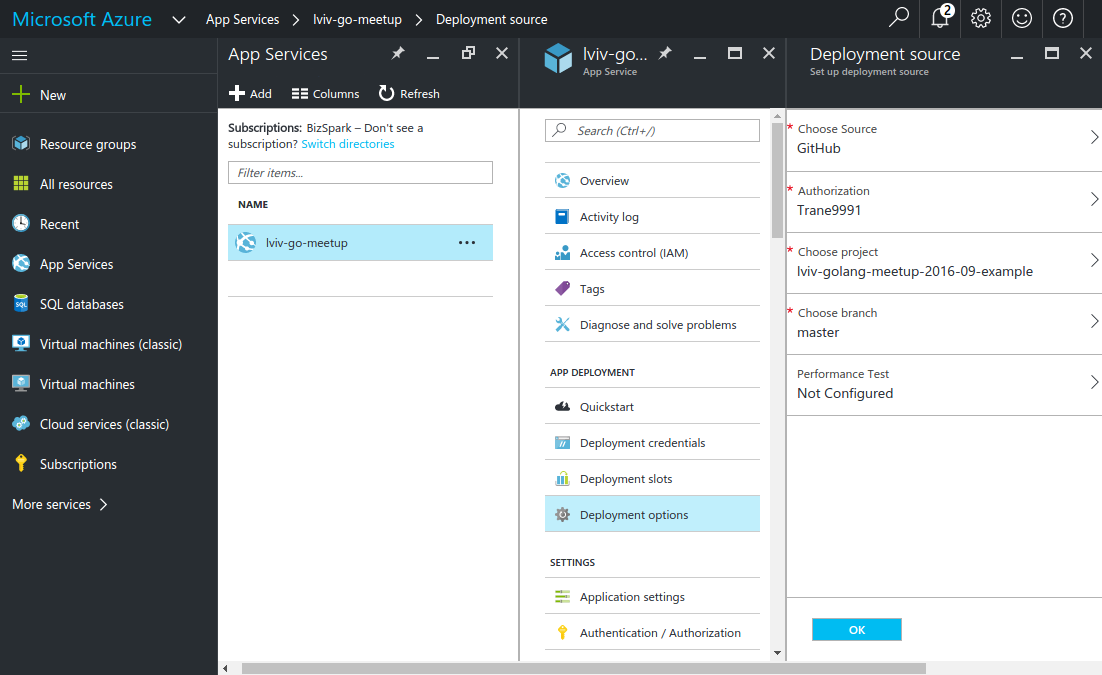 Microsoft Azure
App Services
lviv-go-meetup
Deployment source
2
New
Resource groups
All resources
Recent
App Services
SQL databases
Virtual machines (classic)
Virtual machines
Cloud services (classic)
Subscriptions
More services
App Services
Add
Columns
Refresh
Subscriptions: BizSpark – Don't see a
subscription? Switch directories
Filter items...
NAME
lviv-go-meetup
lviv-go...
App Service
Search (Ctrl+/)
Overview
Activity log
Access control (IAM)
Tags
Diagnose and solve problems
APP DEPLOYMENT
Quickstart
Deployment credentials
Deployment slots
Deployment options
SETTINGS
Application settings
Authentication / Authorization
Deployment source
Set up deployment source
* Choose Source
GitHub
* Authorization
Trane9991
* Choose project
lviv-golang-meetup-2016-09-example
* Choose branch
master
Performance Test
Not Configured
OK